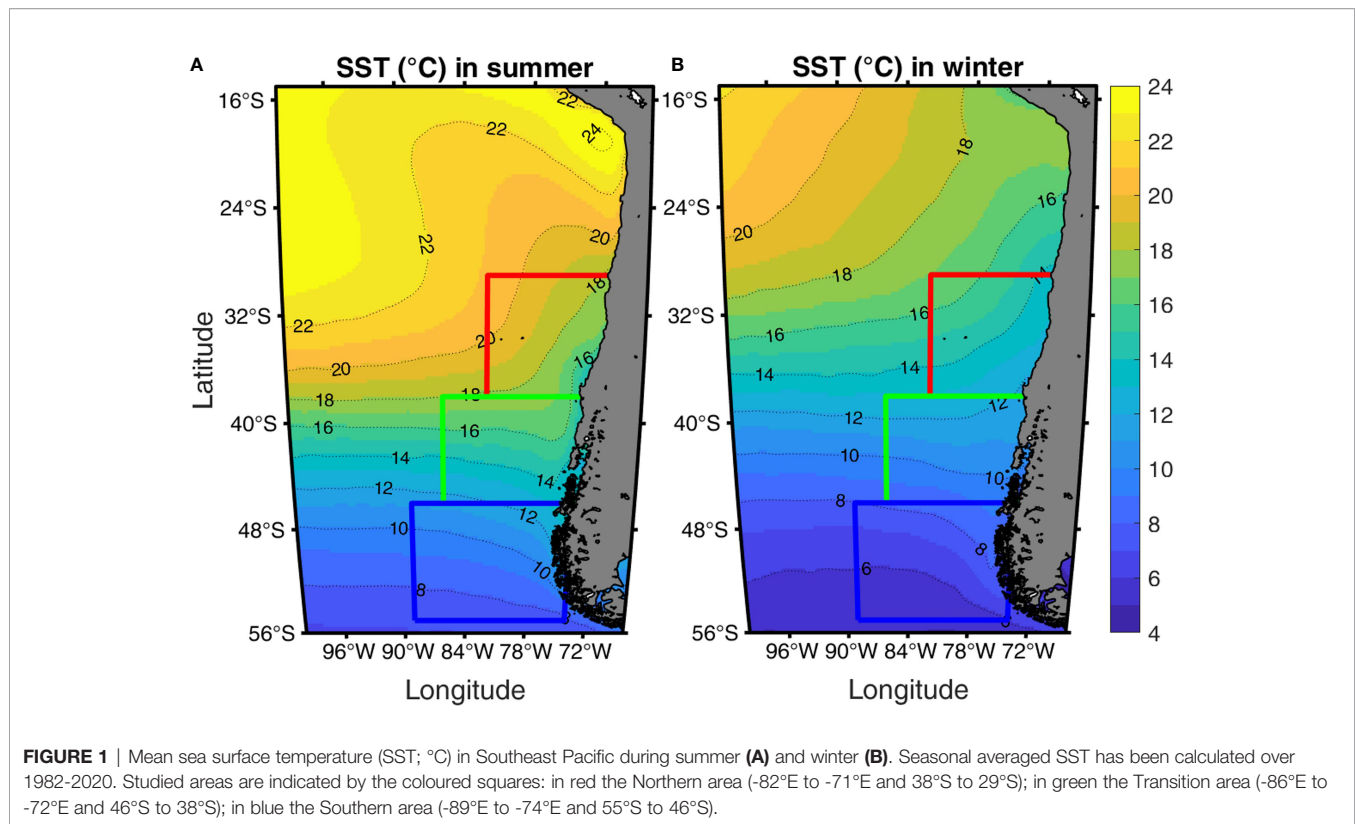 A
SST (°C) in summer
B
SST (°C) in winter
16°S
24°S
32°S
40°S
48°S
56°S
Latitude
22
22
24
22
20
22
18
20
20
16
18
18
16
16
14
14
12
12
10
10
8
96°W 90°W 84°W 78°W 72°W
Longitude
16°S
24°S
32°S
40°S
48°S
56°S
18
16
20
18
14
16
16
14
14
12
12
10
10
8
8
6
96°W 90°W 84°W 78°W 72°W
Longitude
24
22
20
18
16
14
12
10
8
6
4
FIGURE 1 | Mean sea surface temperature (SST; °C) in Southeast Pacific during summer (A) and winter (B). Seasonal averaged SST has been calculated over
1982-2020. Studied areas are indicated by the coloured squares: in red the Northern area (-82°E to -71°E and 38°S to 29°S); in green the Transition area (-86°E to
-72°E and 46°S to 38°S); in blue the Southern area (-89°E to -74°E and 55°S to 46°S).